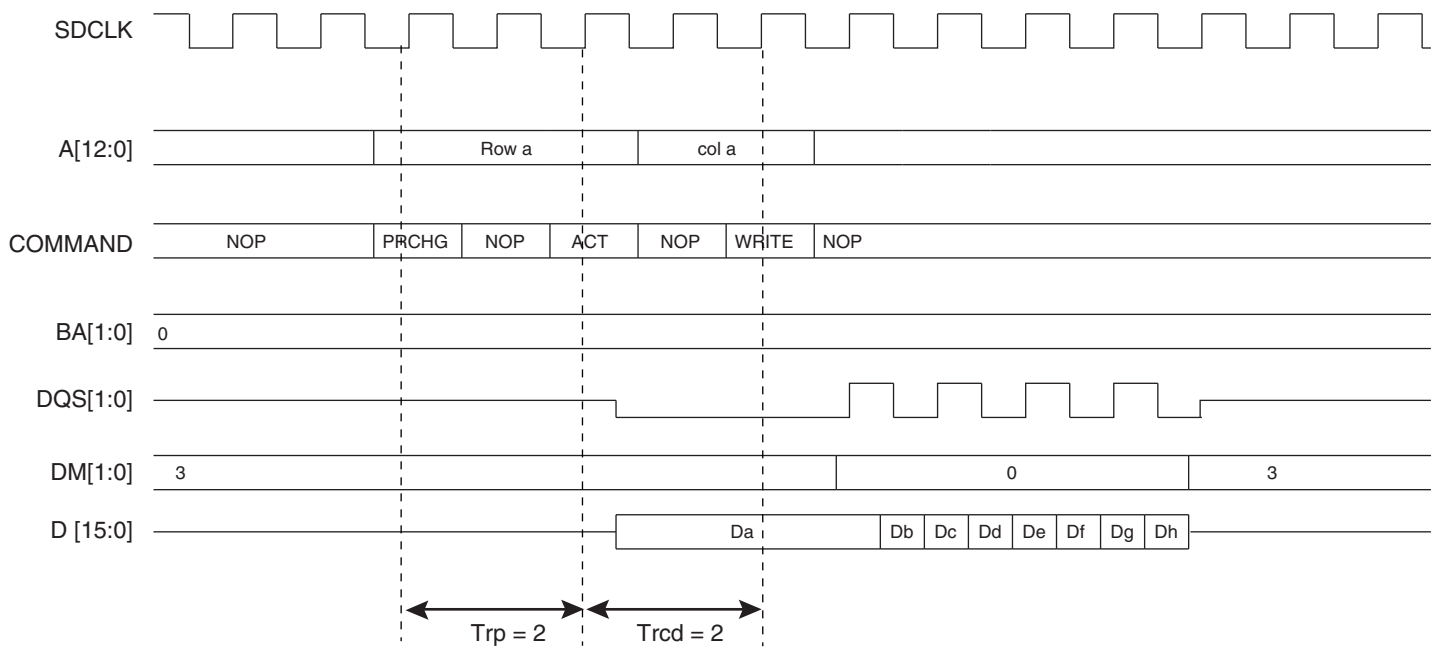 SDCLK
A[12:0] Row a col a
COMMAND NOP PRCHG NOP ACT NOP WRITE NOP
BA[1:0] 0
DQS[1:0]
DM[1:0] 3 0 3
D [15:0] Da Db Dc Dd De Df Dg Dh
Trp = 2 Trcd = 2